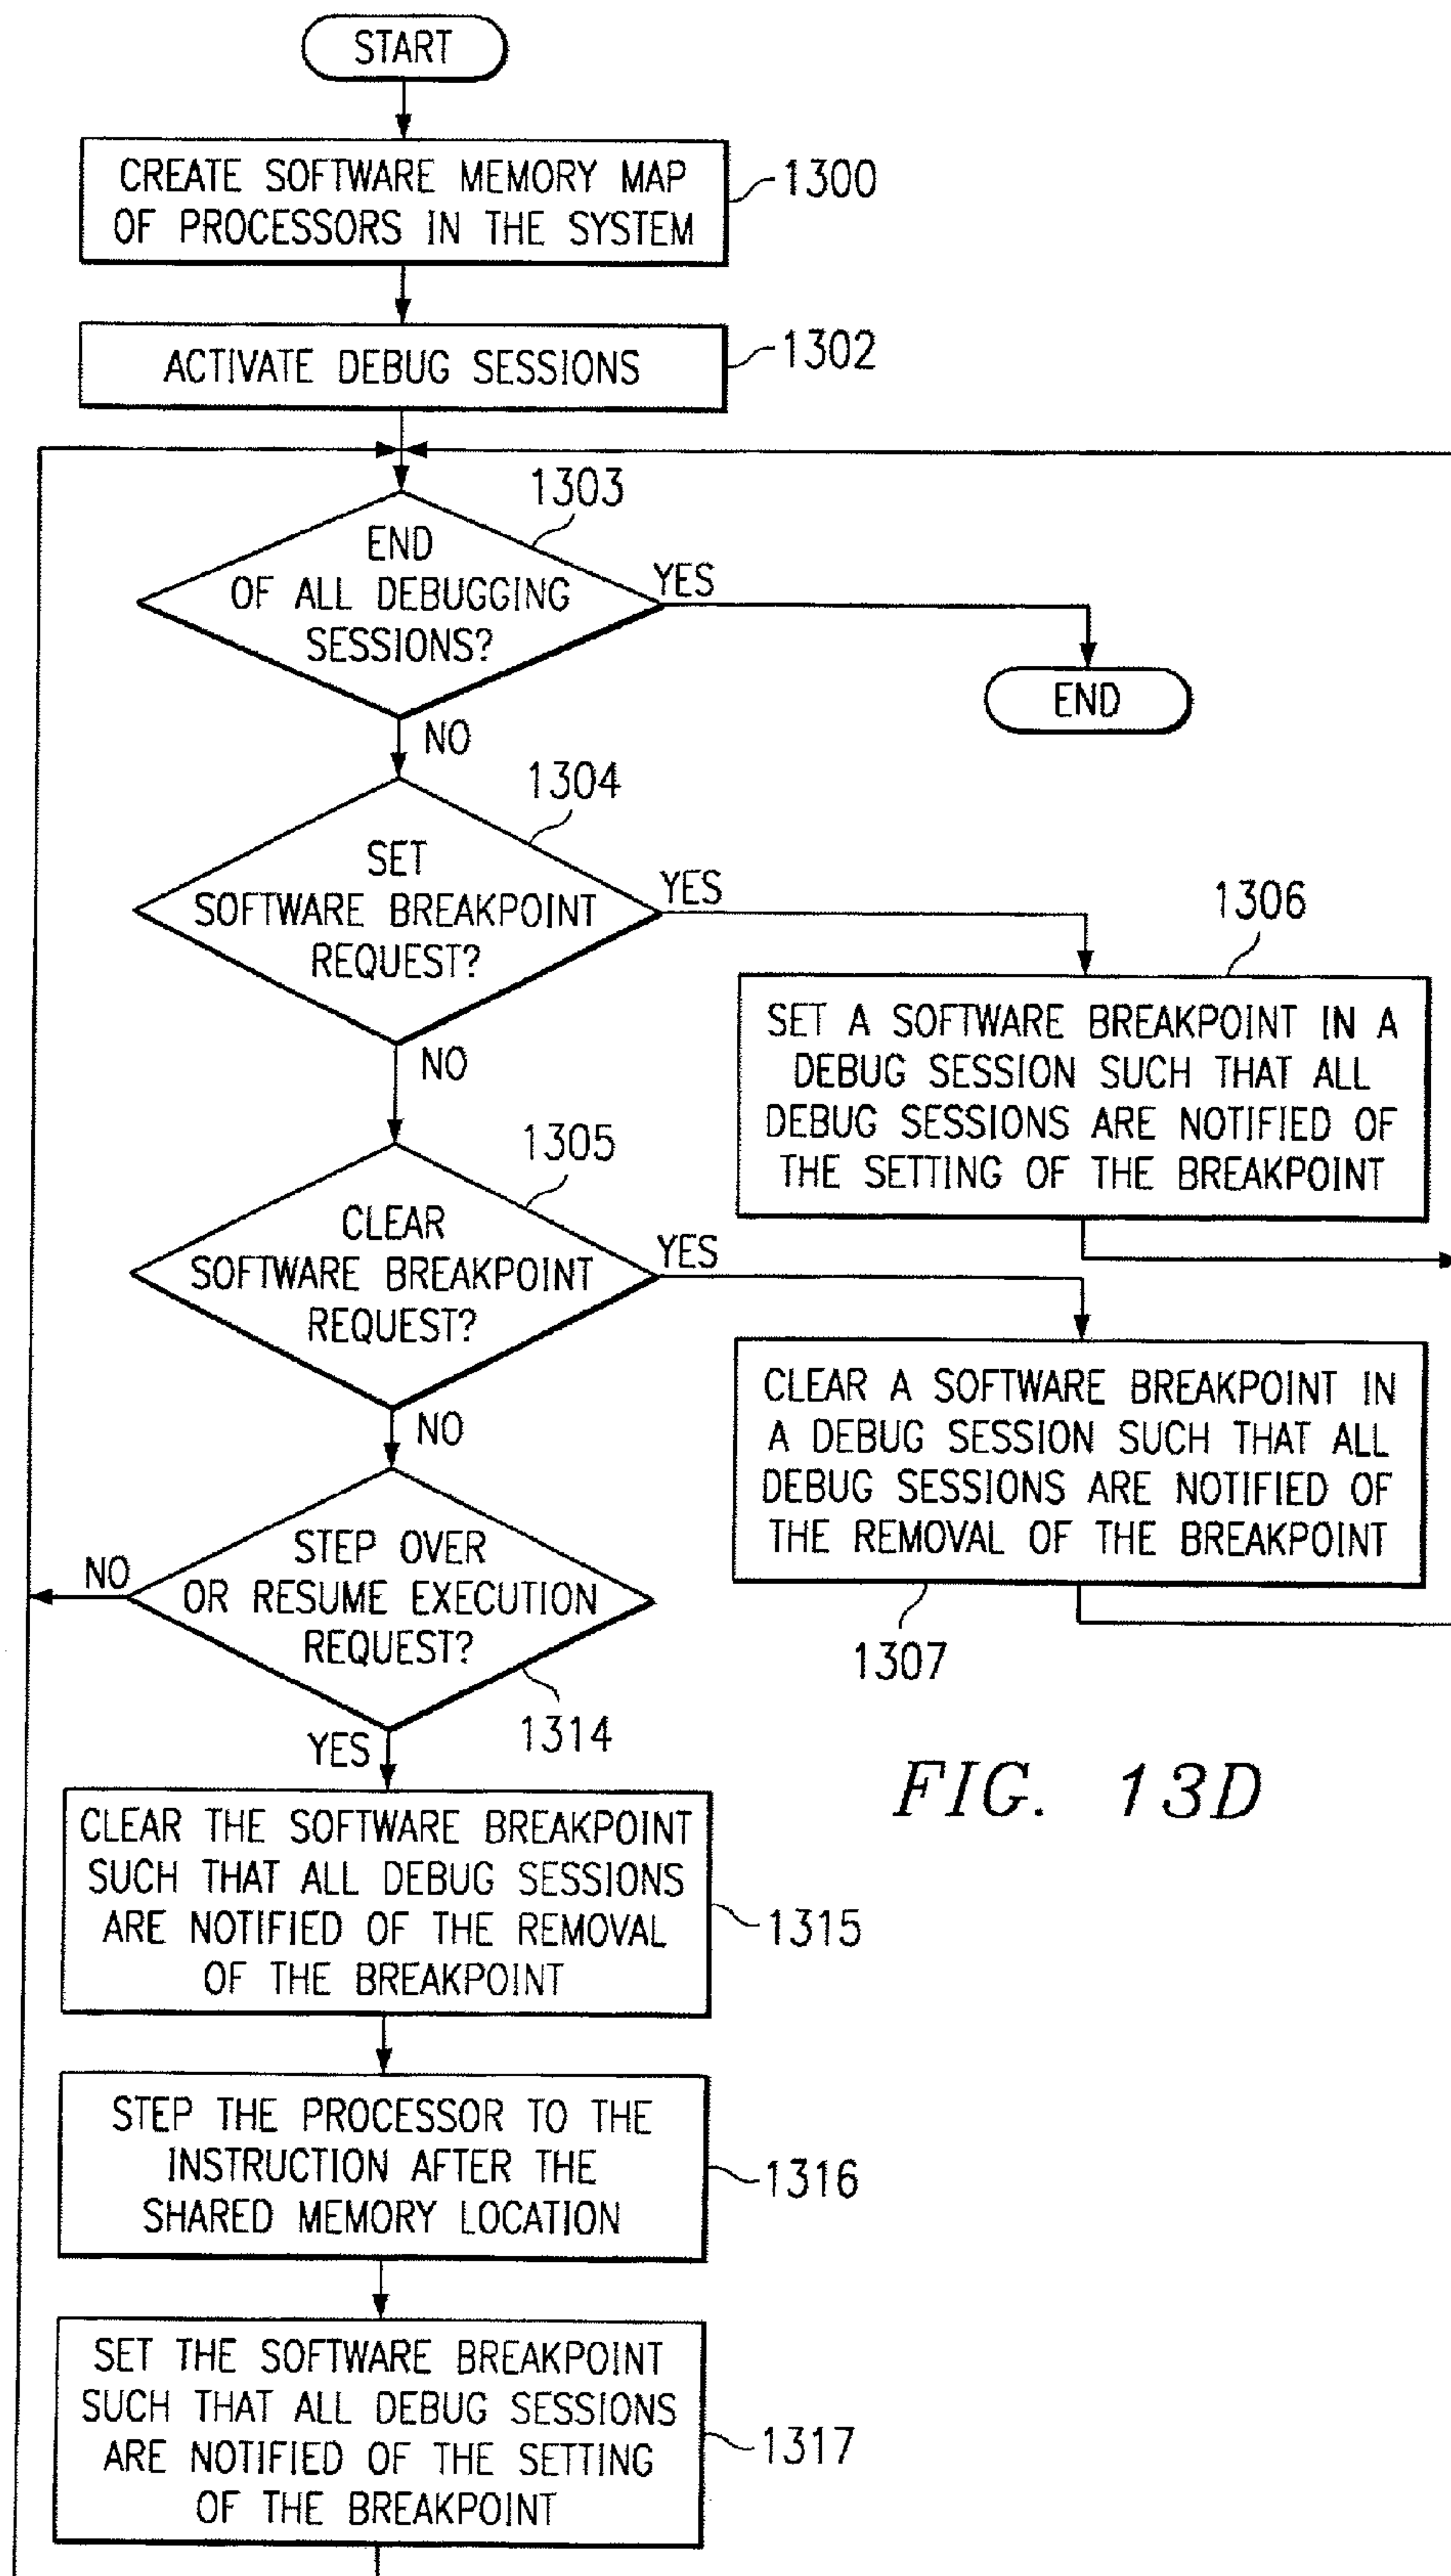 START
CREATE SOFTWARE MEMORY MAP
OF PROCESSORS IN THE SYSTEM
1300
ACTIVATE DEBUG SESSIONS
1302
1303
END
OF ALL DEBUGGING
SESSIONS?
YES
END
NO
1304
SET
SOFTWARE BREAKPOINT
REQUEST?
YES
1306
SET A SOFTWARE BREAKPOINT IN A
DEBUG SESSION SUCH THAT ALL
DEBUG SESSIONS ARE NOTIFIED OF
THE SETTING OF THE BREAKPOINT
NO
1305
CLEAR
SOFTWARE BREAKPOINT
REQUEST?
YES
CLEAR A SOFTWARE BREAKPOINT IN
A DEBUG SESSION SUCH THAT ALL
DEBUG SESSIONS ARE NOTIFIED OF
THE REMOVAL OF THE BREAKPOINT
1307
NO
STEP OVER
OR RESUME EXECUTION
REQUEST?
NO
1314
YES
FIG. 13D
CLEAR THE SOFTWARE BREAKPOINT
SUCH THAT ALL DEBUG SESSIONS
ARE NOTIFIED OF THE REMOVAL
OF THE BREAKPOINT
1315
STEP THE PROCESSOR TO THE
INSTRUCTION AFTER THE
SHARED MEMORY LOCATION
1316
SET THE SOFTWARE BREAKPOINT
SUCH THAT ALL DEBUG SESSIONS
ARE NOTIFIED OF THE SETTING
OF THE BREAKPOINT
1317